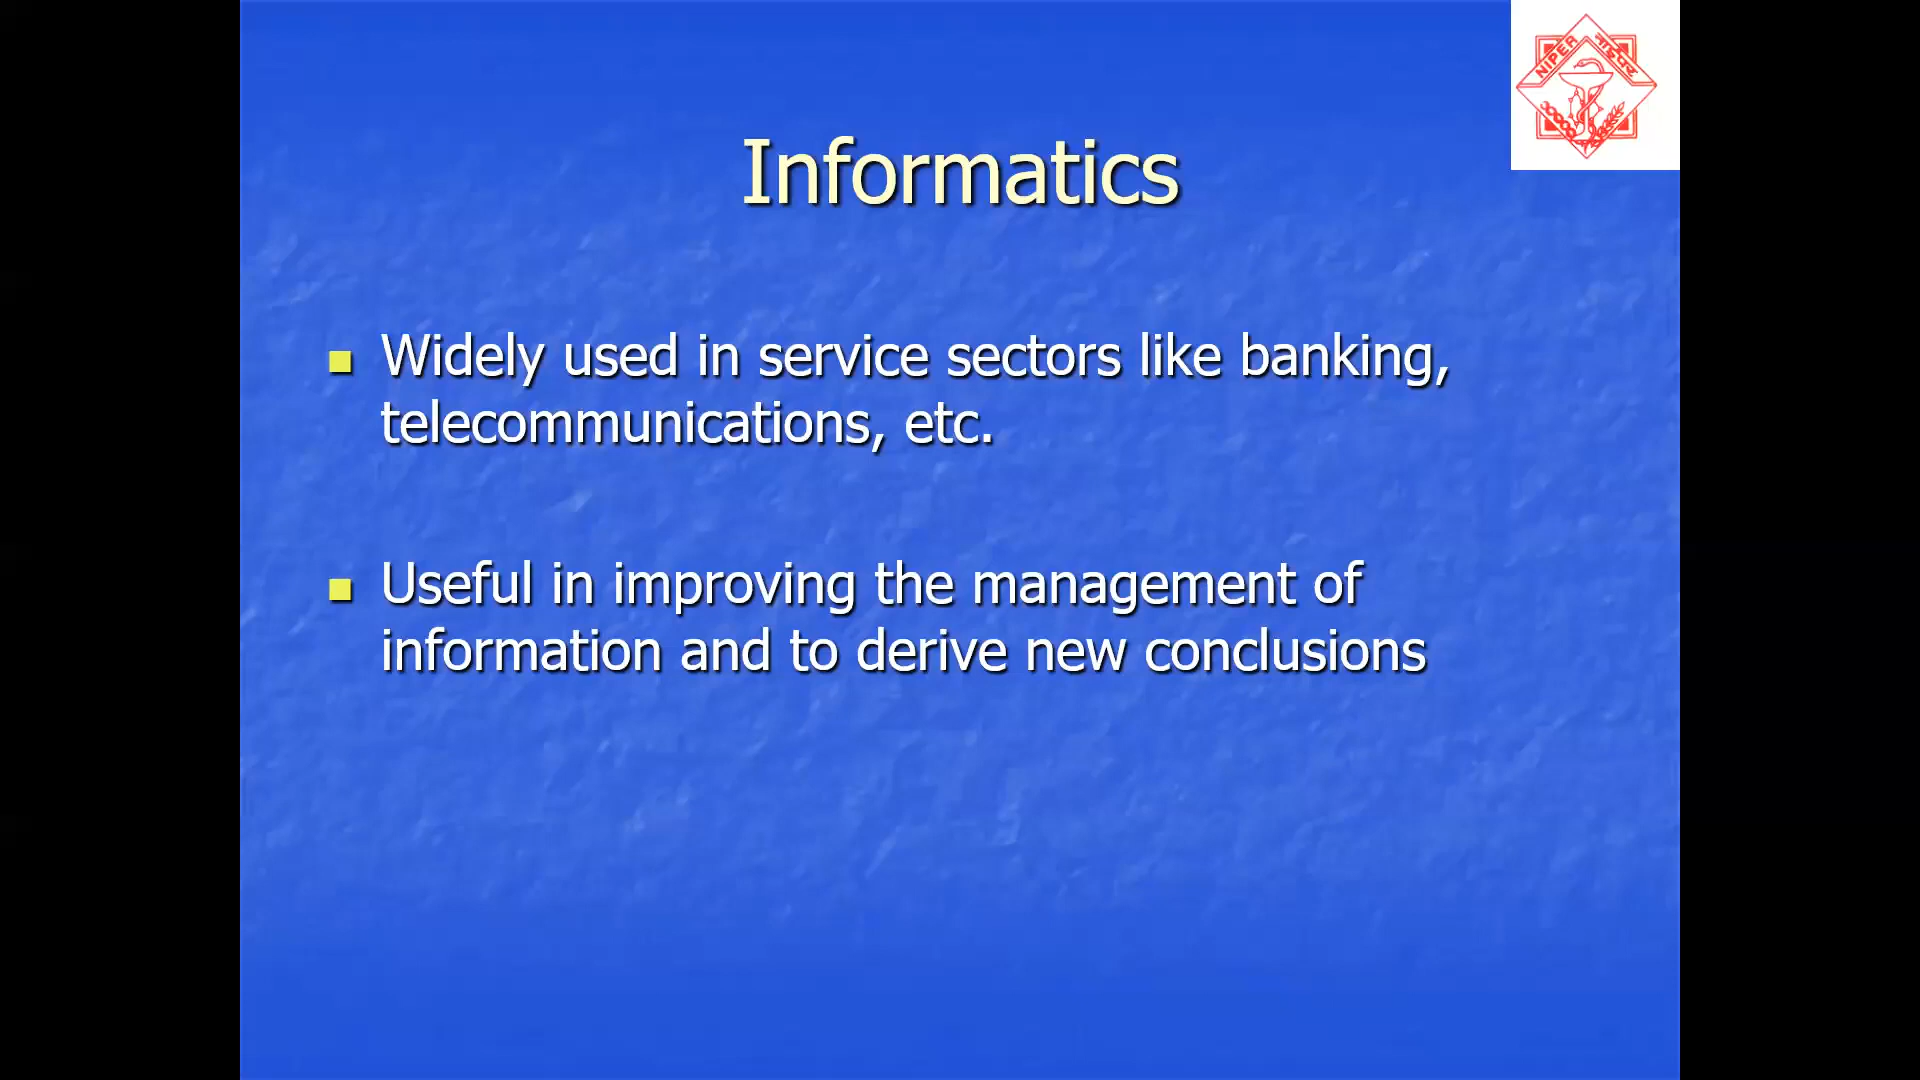 NIPER नाईपर
Informatics
Widely used in service sectors like banking,
telecommunications, etc.
Useful in improving the management of
information and to derive new conclusions